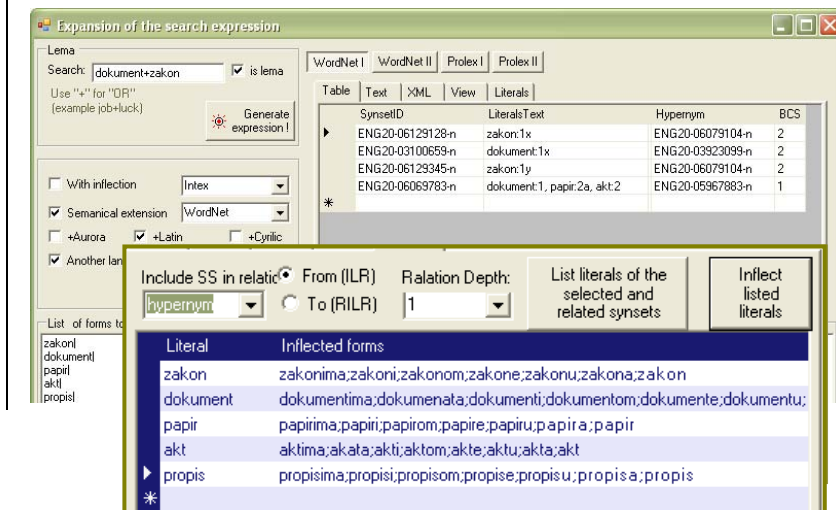 Expansion of the search expression
Lema
Search: dokument+zakon is lema
Use "+" for "OR"
(example job+luck)
Generate
expression !
With inflection Intex
Semanical extension WordNet
+Aurora +Latin +Cyrilic
Another lan
List of forms to
zakon|
dokument|
papir|
akt|
propis|
WordNet I WordNet II Prolex I Prolex II
Table Text XML View Literals
SynsetID LiteralsText Hypernym BCS
ENG20-06129128-n zakon:1x ENG20-06079104-n 2
ENG20-03100659-n dokument:1x ENG20-03923099-n 2
ENG20-06129345-n zakon:1y ENG20-06079104-n 2
ENG20-06069783-n dokument:1, papir:2a, akt:2 ENG20-05967883-n 1
Include SS in relatic From (ILR) Ralation Depth:
hypernym To (RILR) 1
List literals of the
selected and
related synsets
Inflect
listed
literals
Literal Inflected forms
zakon zakonima;zakoni;zakonom;zakone;zakonu;zakona;zakon
dokument dokumentima;dokumenata;dokumenti;dokumentom;dokumente;dokumentu;
papir papirima;papiri;papirom;papire;papiru;papira;papir
akt aktima;akata;akti;aktom;akte;aktu;akta;akt
propis propisima;propisi;propisom;propise;propisu;propisa;propis